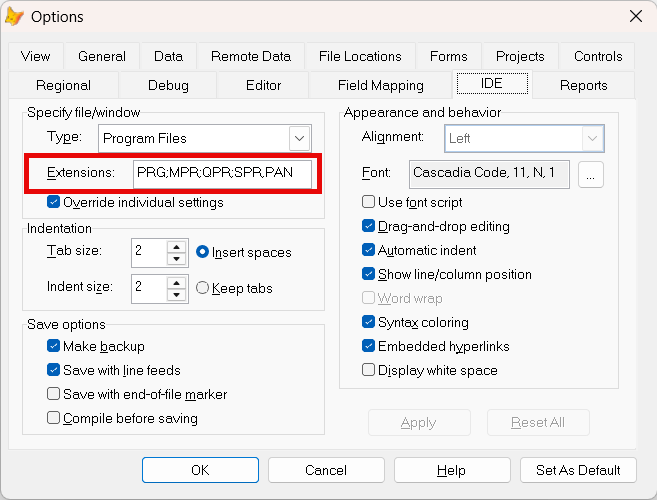 Options
View General Data Remote Data File Locations Forms Projects Controls
Regional Debug Editor Field Mapping IDE Reports
Specify file/window
Type: Program Files
Extensions: PRG;MPR;QPR;SPR,PAN
Override individual settings
Indentation
Tab size: 2 Insert spaces
Indent size: 2 Keep tabs
Save options
Make backup
Save with line feeds
Save with end-of-file marker
Compile before saving
Appearance and behavior
Alignment: Left
Font: Cascadia Code, 11, N, 1 ...
Use font script
Drag-and-drop editing
Automatic indent
Show line/column position
Word wrap
Syntax coloring
Embedded hyperlinks
Display white space
Apply Reset All
OK Cancel Help Set As Default